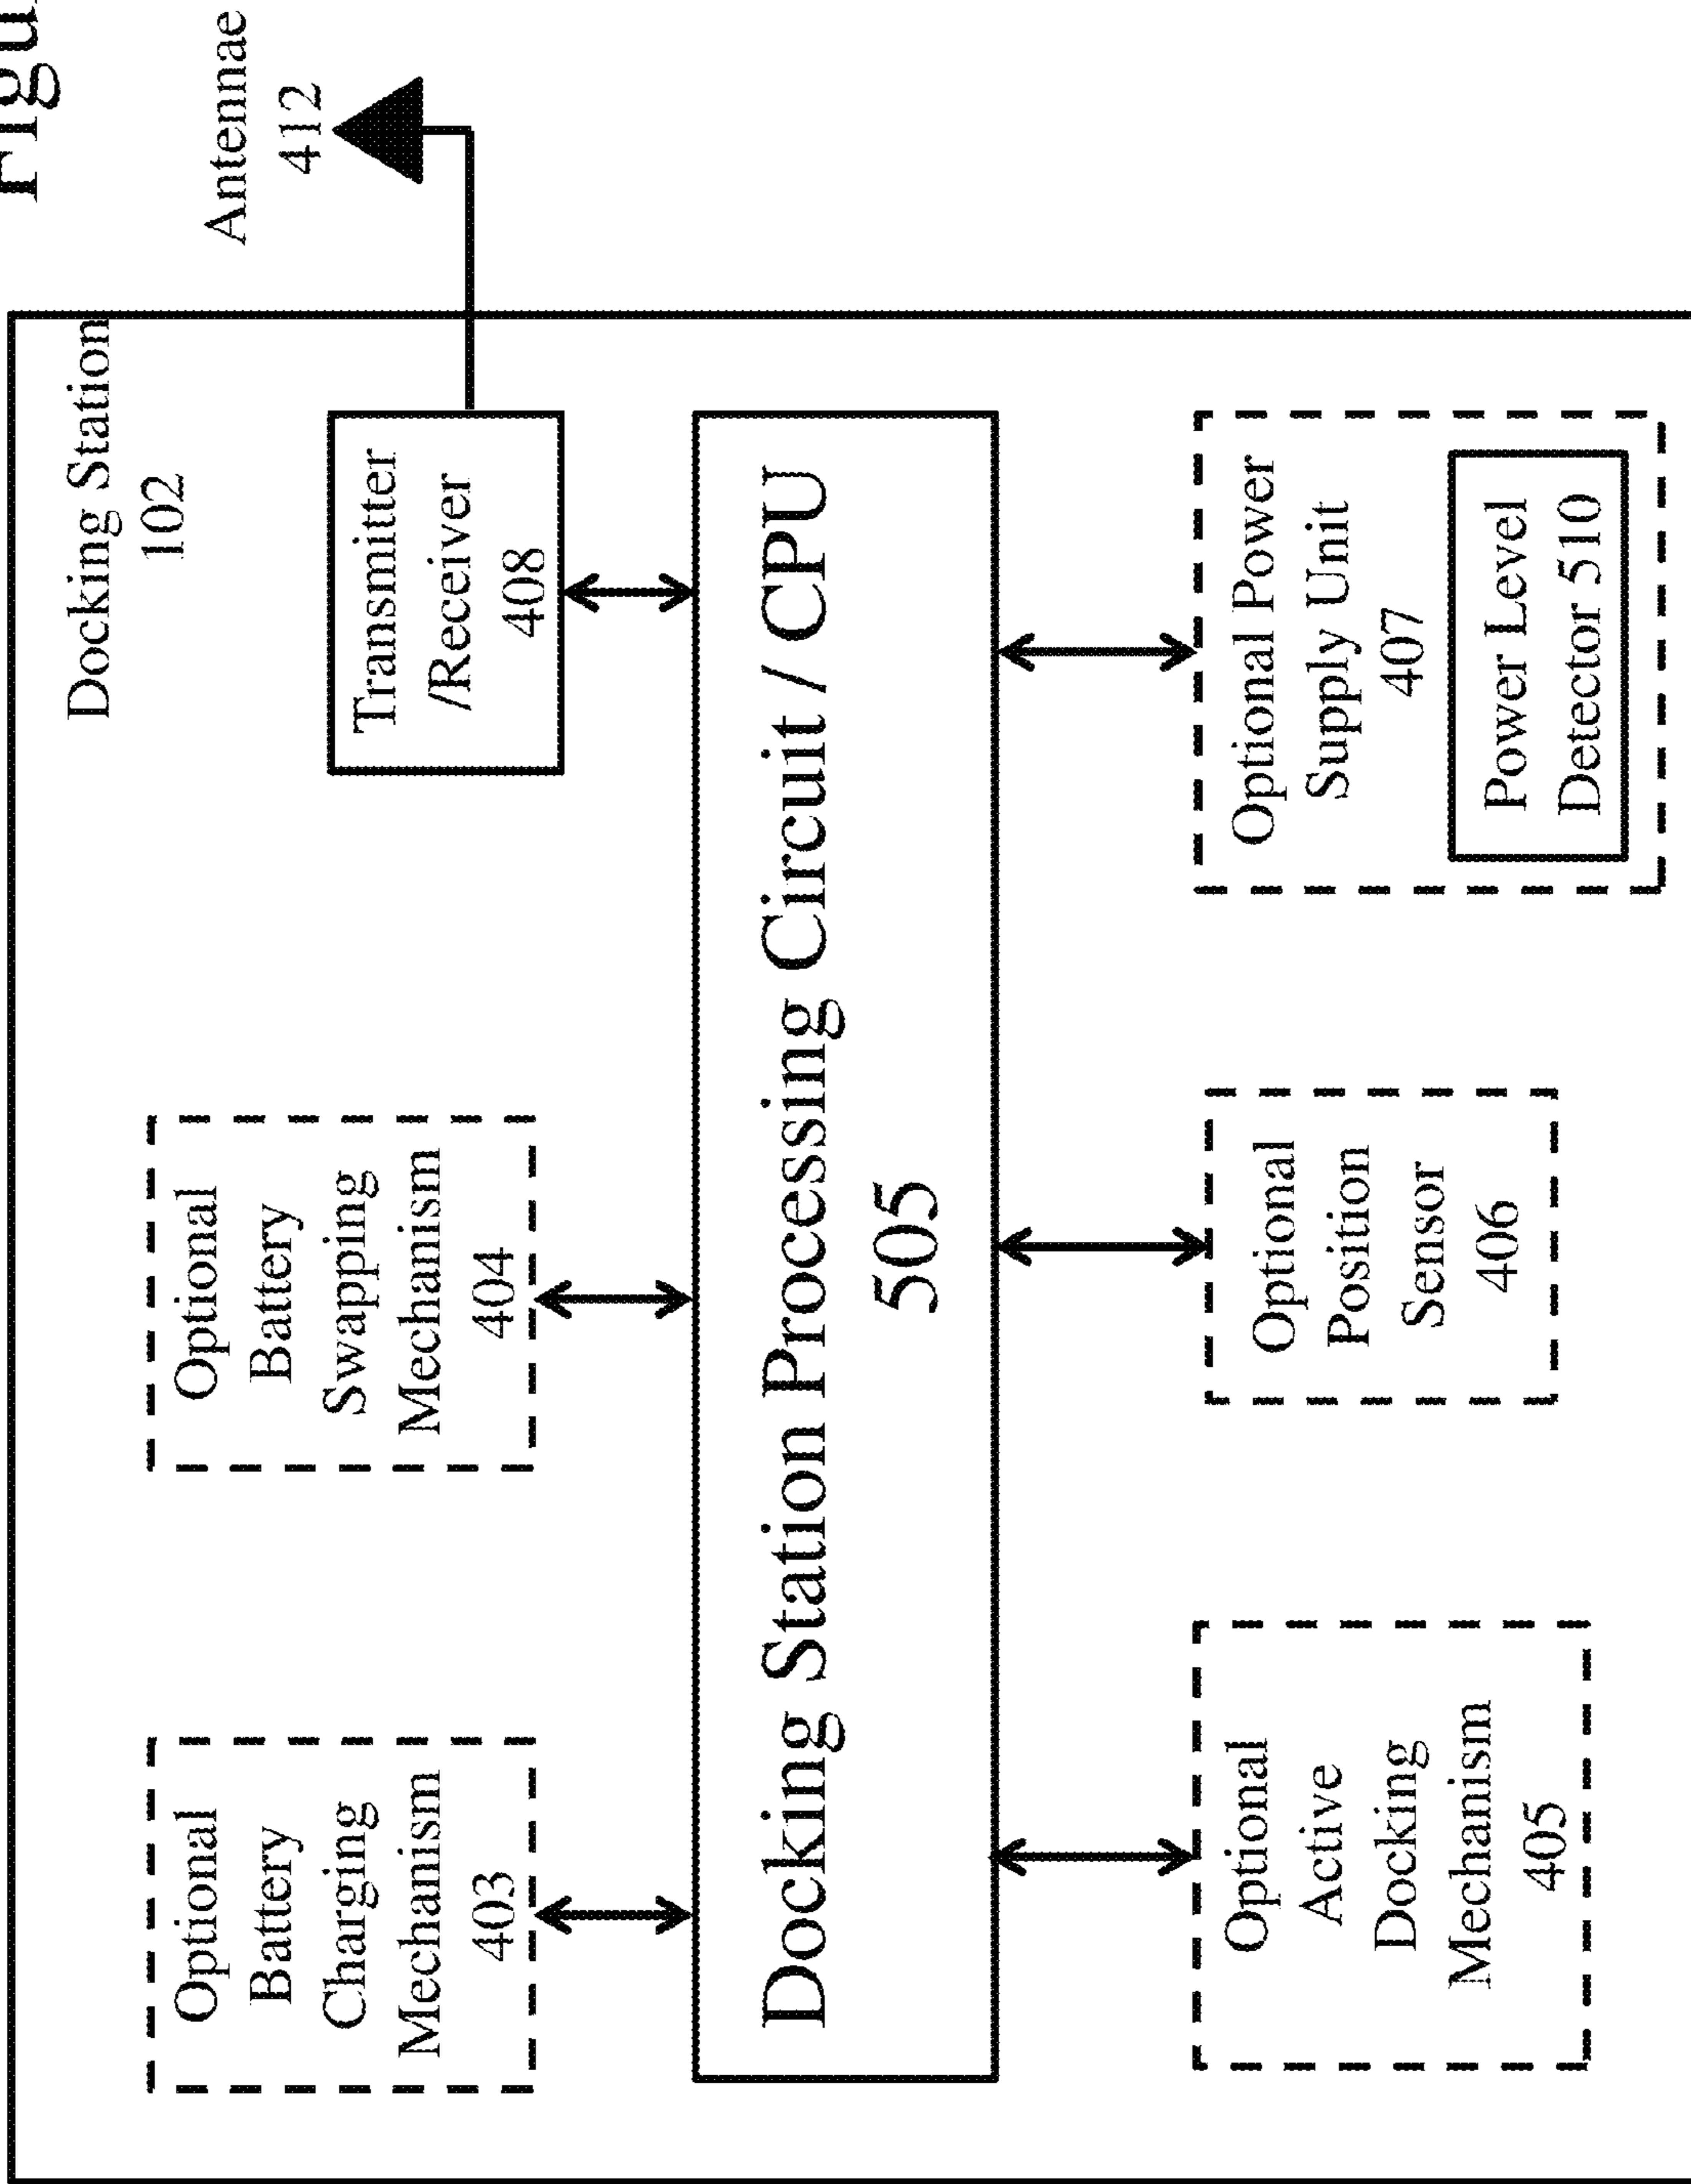 Docking Station
102
Antennae
412
Optional
Battery
Charging
Mechanism
403
Optional
Battery
Swapping
Mechanism
404
Transmitter
/Receiver
408
Docking Station Processing Circuit / CPU
505
Optional
Active
Docking
Mechanism
405
Optional
Position
Sensor
406
Optional Power
Supply Unit
407
Power Level
Detector 510